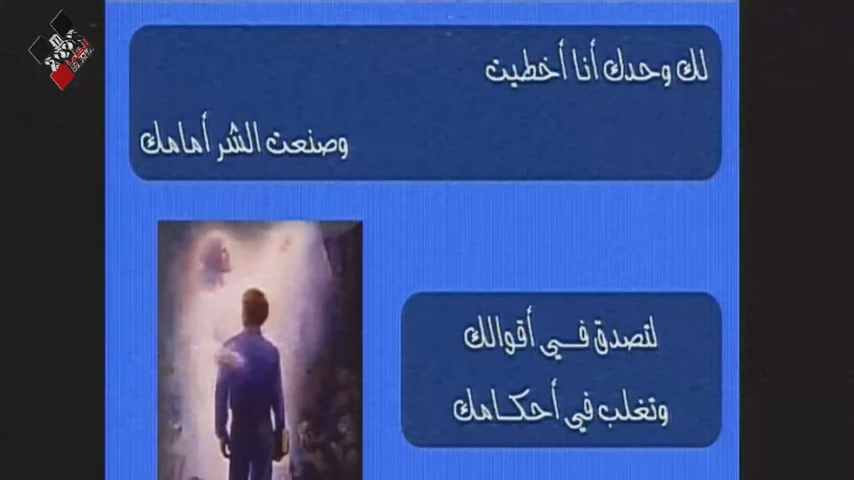 لك وحدك أنا أخطيت
وصنعت الشر أمامك
لتصدق في أقوالك
وتغلب في أحكامك